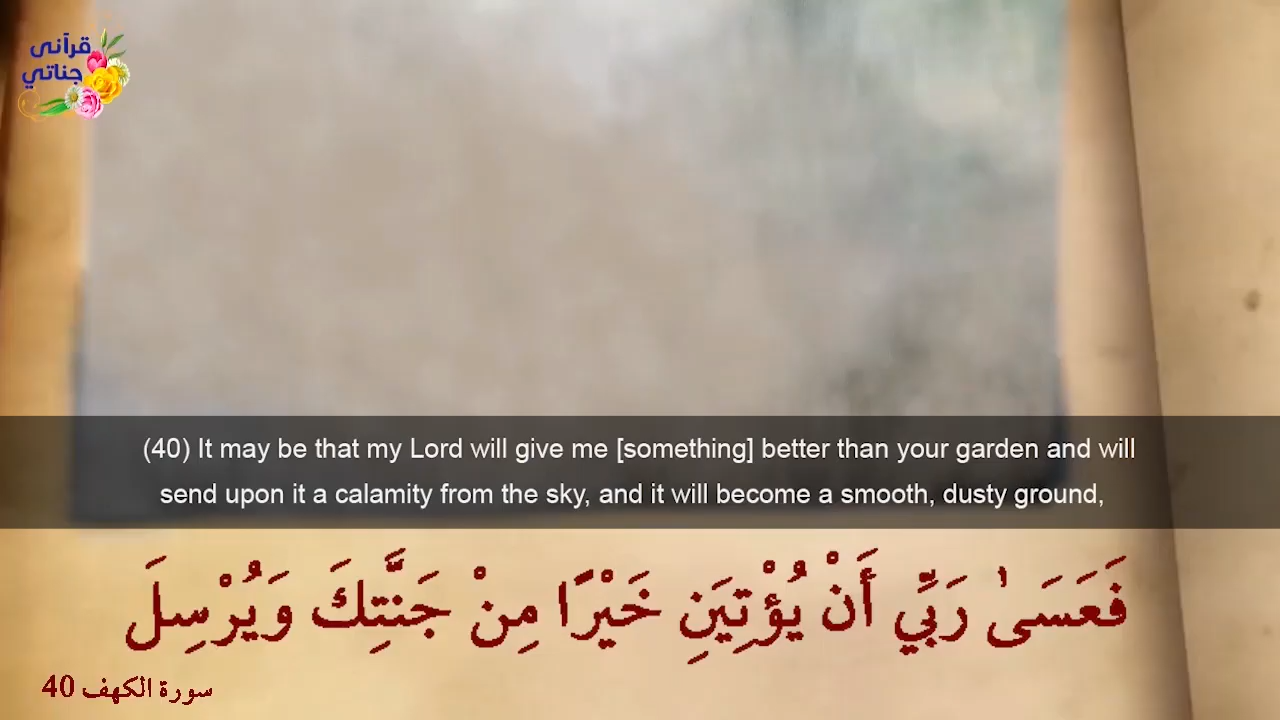 قرآنى
جناتي
(40) It may be that my Lord will give me [something] better than your garden and will
send upon it a calamity from the sky, and it will become a smooth, dusty ground,
فَعَسَىٰ رَبِّي أَنْ يُؤْتِيَنِ خَيْرًا مِنْ جَنَّتِكَ وَيُرْسِلَ
سورة الكهف 40